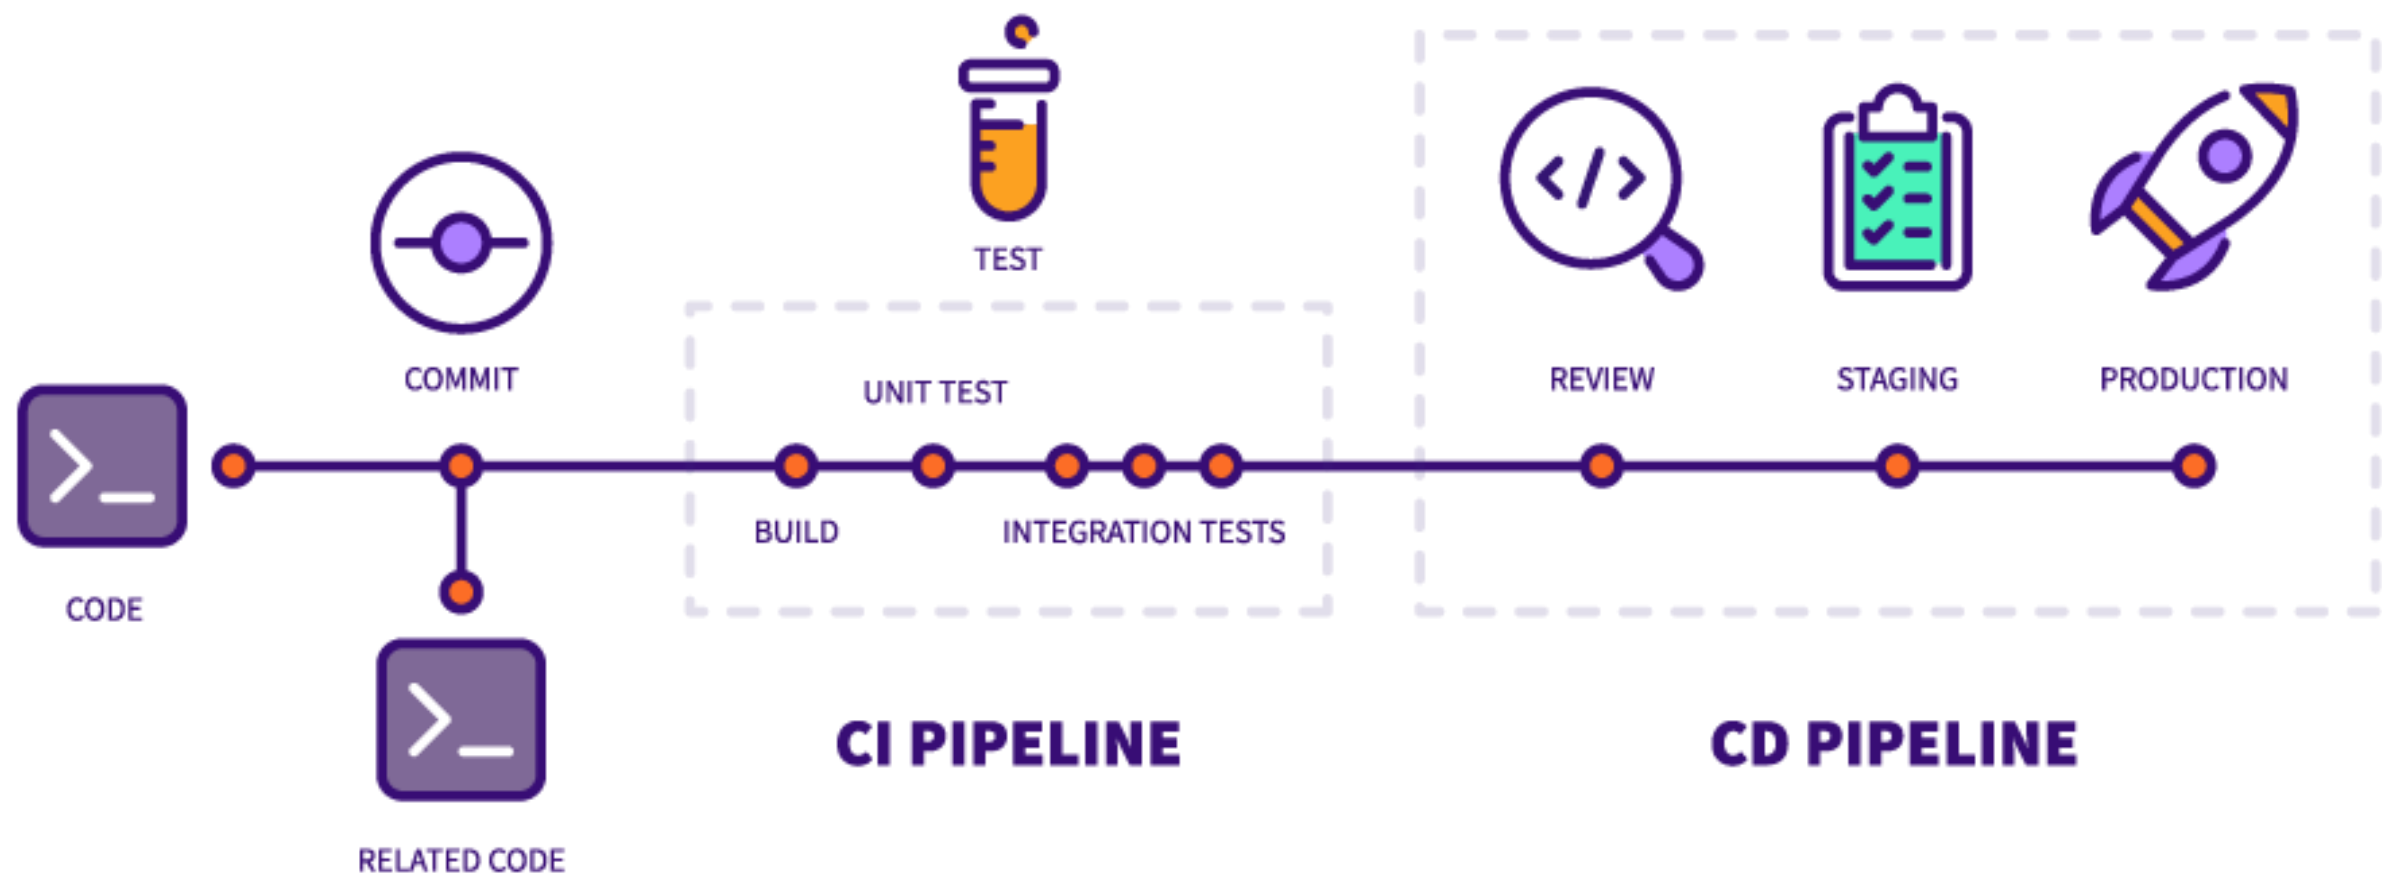 TEST
COMMIT
REVIEW
STAGING
PRODUCTION
UNIT TEST
BUILD
INTEGRATION TESTS
CODE
CI PIPELINE
CD PIPELINE
RELATED CODE